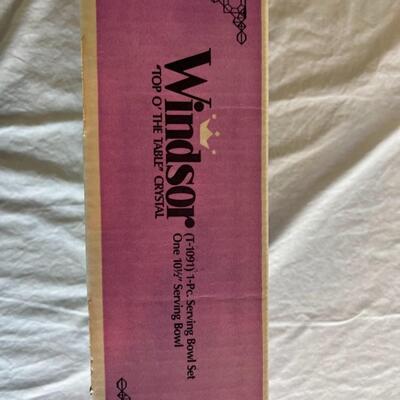 Windsor
"TOP O' THE TABLE" CRYSTAL
(T-1091) 1-Pc. Serving Bowl Set
One 10½" Serving Bowl